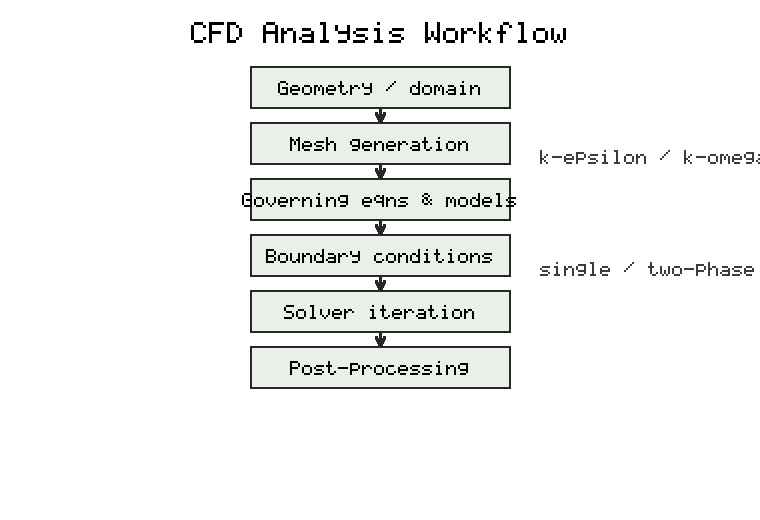 CFD Analysis Workflow
Geometry / domain
Mesh generation
k-epsilon / k-omega
Governing eqns & models
Boundary conditions
single / two-phase
Solver iteration
Post-processing